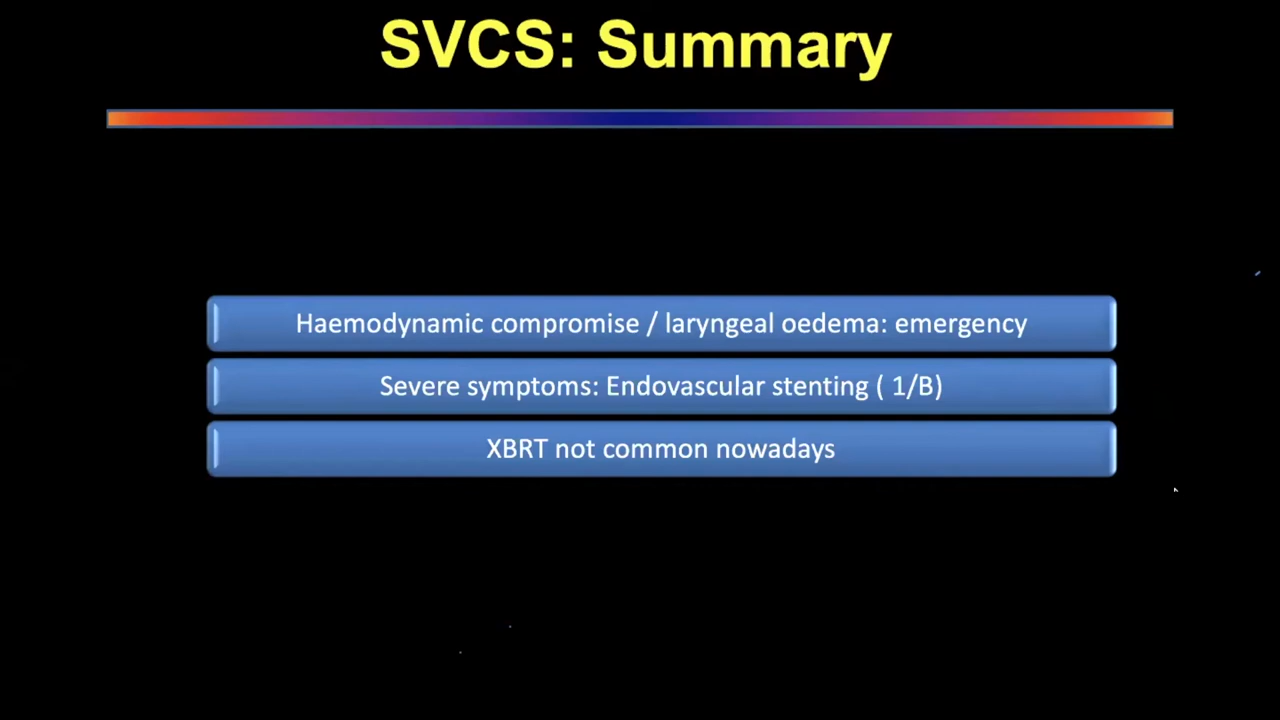 SVCS: Summary
Haemodynamic compromise / laryngeal oedema: emergency
Severe symptoms: Endovascular stenting ( 1/B)
XBRT not common nowadays